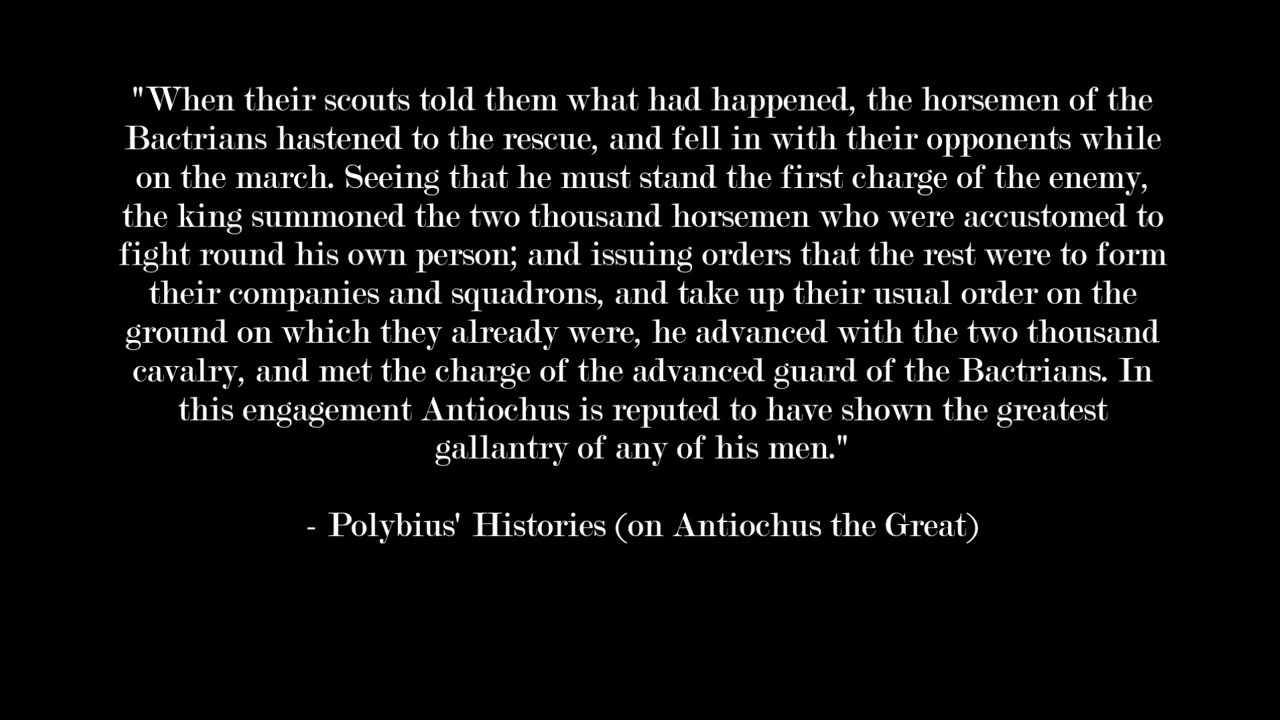 "When their scouts told them what had happened, the horsemen of the
Bactrians hastened to the rescue, and fell in with their opponents while
on the march. Seeing that he must stand the first charge of the enemy,
the king summoned the two thousand horsemen who were accustomed to
fight round his own person; and issuing orders that the rest were to form
their companies and squadrons, and take up their usual order on the
ground on which they already were, he advanced with the two thousand
cavalry, and met the charge of the advanced guard of the Bactrians. In
this engagement Antiochus is reputed to have shown the greatest
gallantry of any of his men."
- Polybius' Histories (on Antiochus the Great)